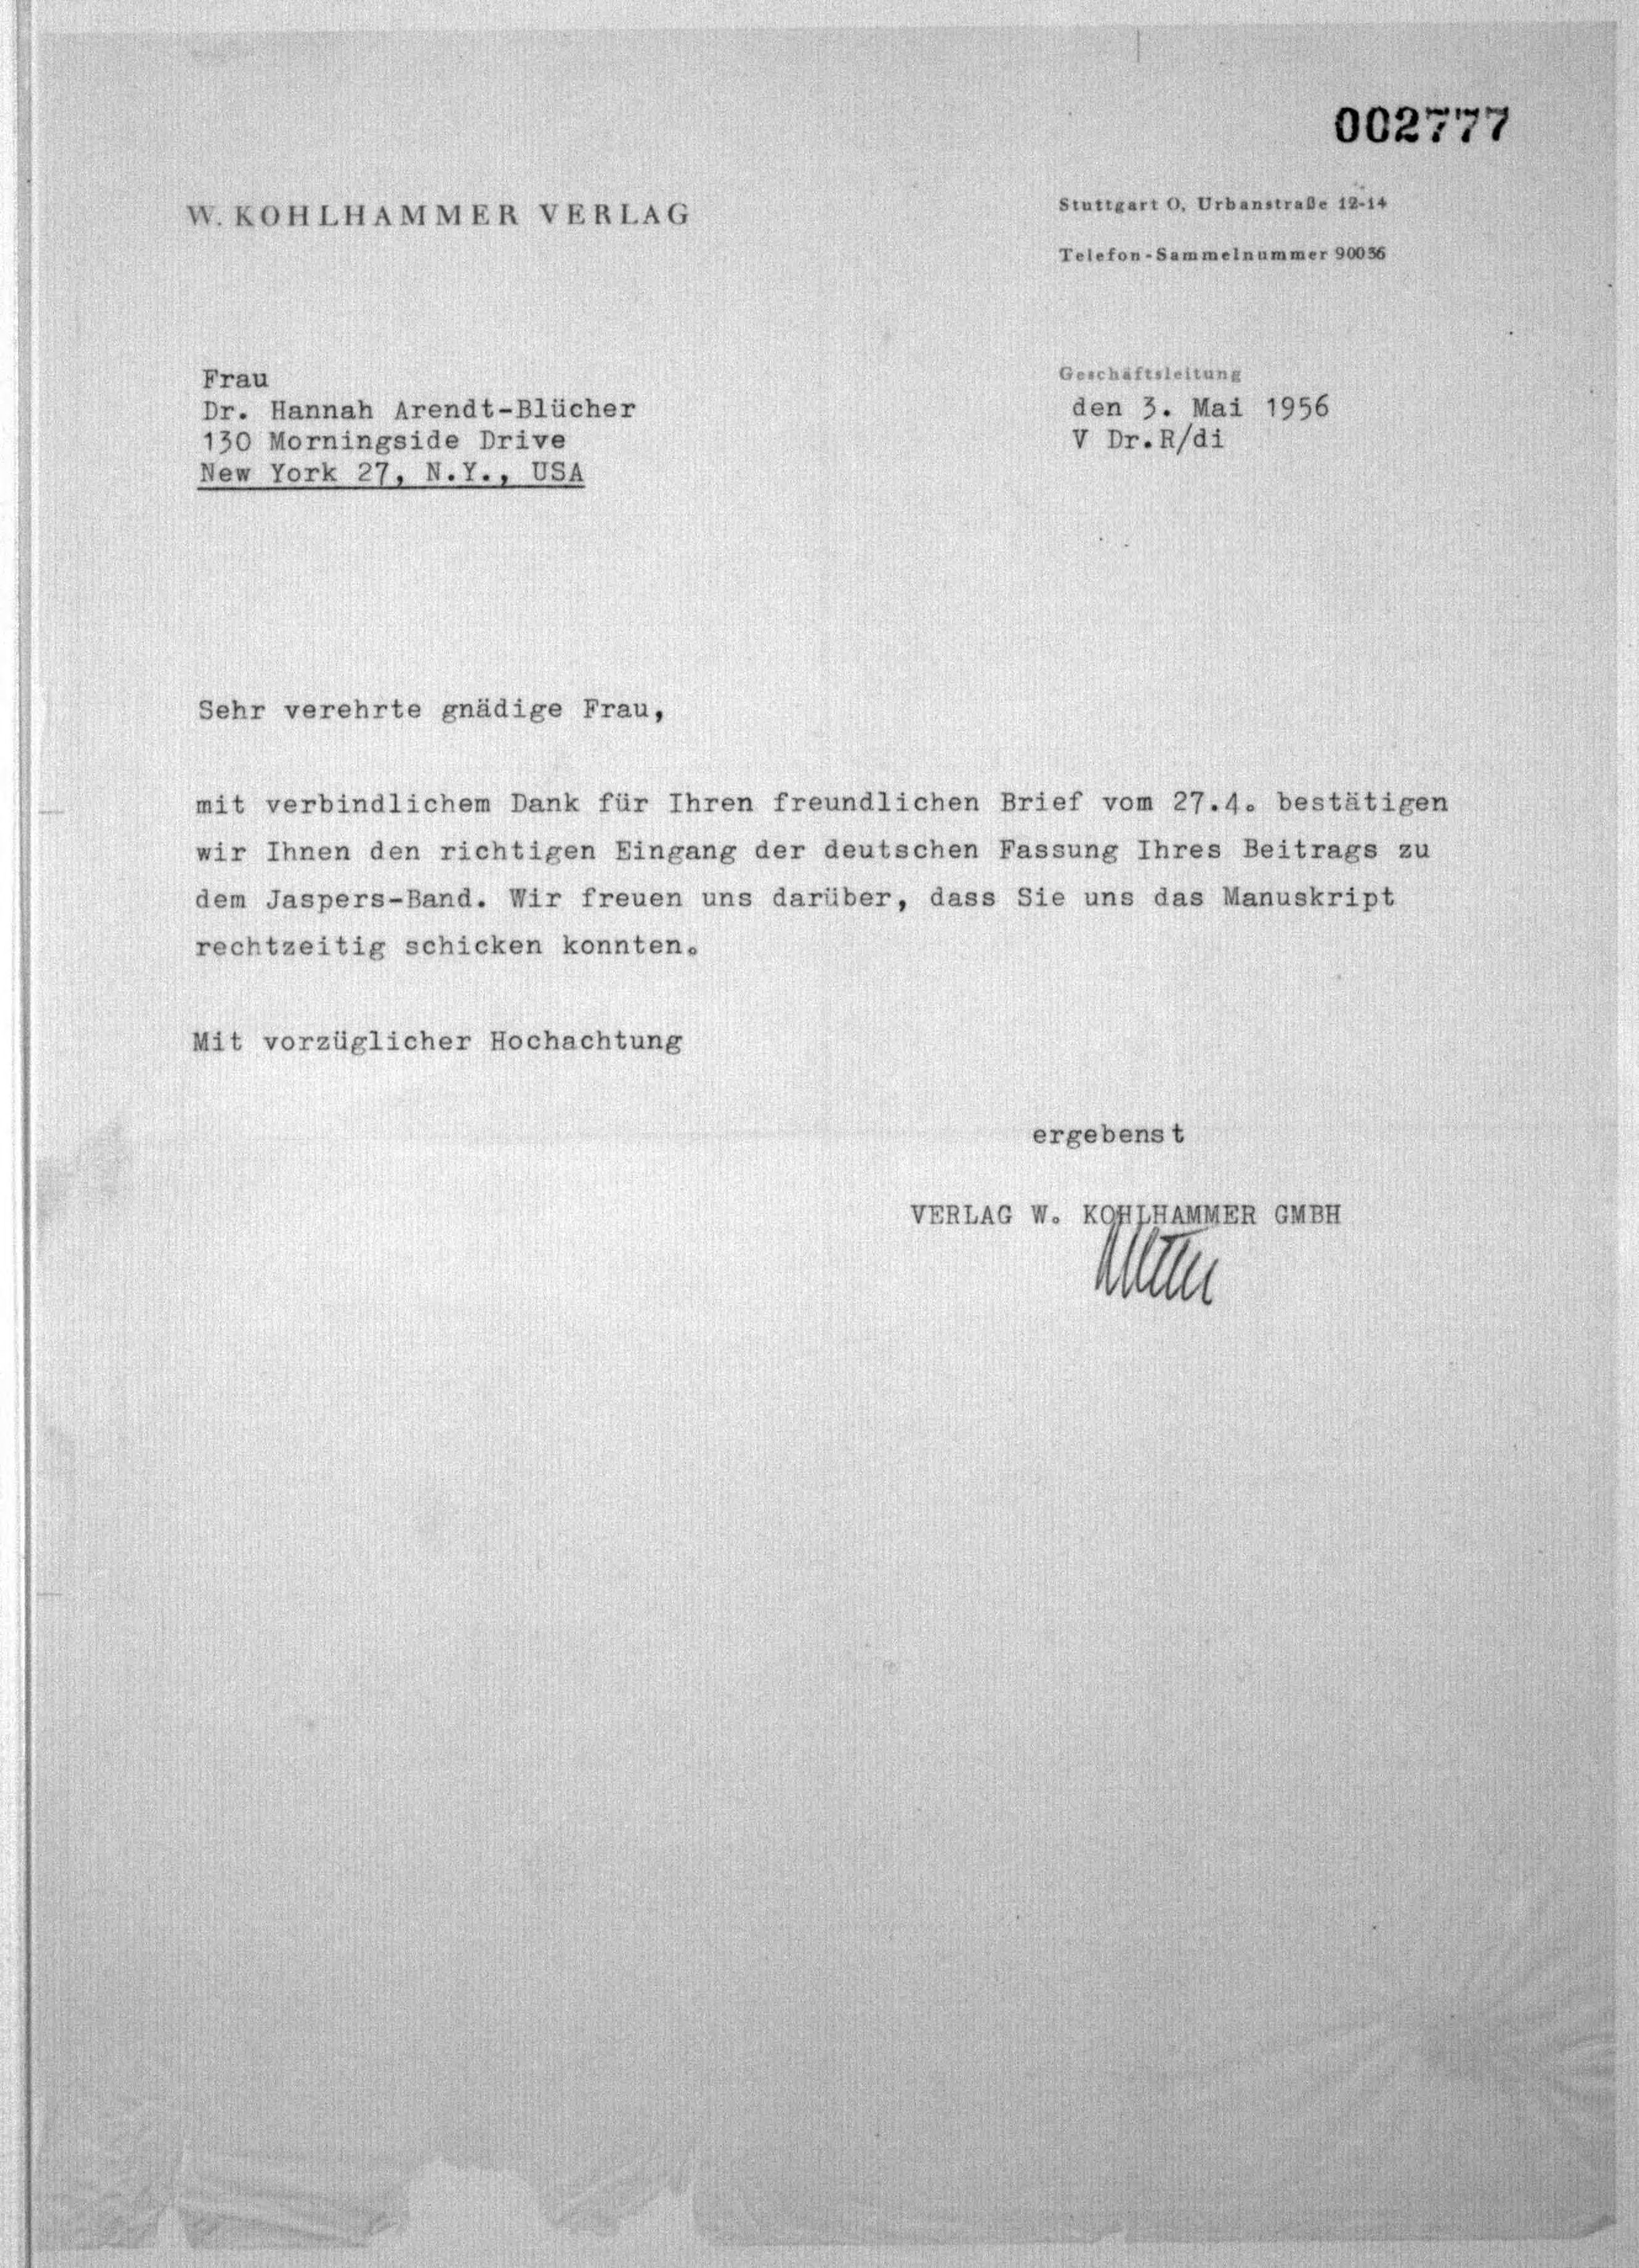 002777
W. KOHLHAMMER VERLAG
Stuttgart O, Urbanstraße 12-14
Telefon-Sammelnummer 90056
Frau
Dr. Hannah Arendt-Blücher
130 Morningside Drive
New York 27, N.Y., USA
Geschäftsleitung
den 3. Mai 1956
V Dr.R/di
Sehr verehrte gnädige Frau,
mit verbindlichem Dank für Ihren freundlichen Brief vom 27.4. bestätigen
wir Ihnen den richtigen Eingang der deutschen Fassung Ihres Beitrags zu
dem Jaspers-Band. Wir freuen uns darüber, dass Sie uns das Manuskript
rechtzeitig schicken konnten.
Mit vorzüglicher Hochachtung
ergebenst
VERLAG W. KOHLHAMMER GMBH